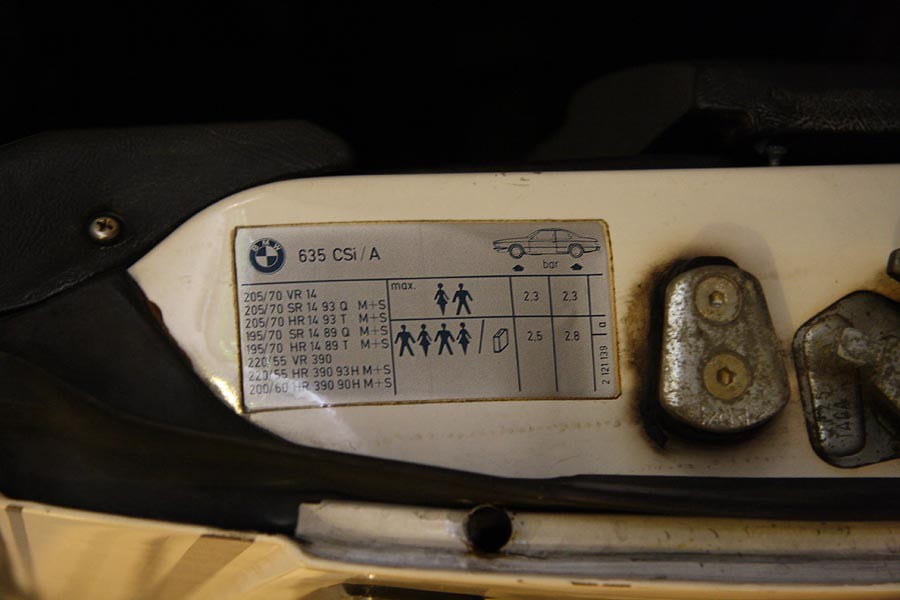 BMW
635 CSi/A
bar
205/70 VR 14
205/70 SR 14 93 Q M+S
205/70 HR 14 93 T M+S
195/70 SR 14 89 Q M+S
195/70 HR 14 89 T M+S
220/55 VR 390
220/55 HR 390 93H M+S
200/60 HR 390 90H M+S
max.
2.3 2.3
/ 2.5 2.8
2 121 139 a